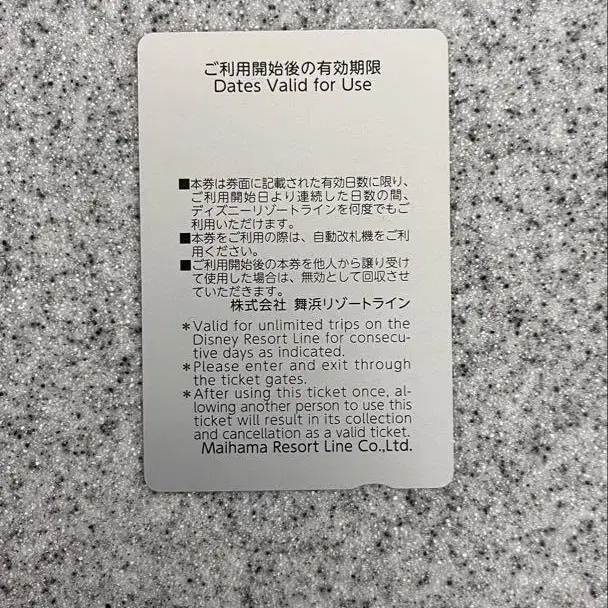 ご利用開始後の有効期限
Dates Valid for Use
■本券は券面に記載された有効日数に限り、
ご利用開始日より連続した日数の間、
ディズニーリゾートラインを何度でもご
利用いただけます。
■本券をご利用の際は、自動改札機をご利
用ください。
■ご利用開始後の本券を他人から譲り受け
て使用した場合は、無効として回収させ
ていただきます。
株式会社 舞浜リゾートライン
*Valid for unlimited trips on the
Disney Resort Line for consecu-
tive days as indicated.
*Please enter and exit through
the ticket gates.
*After using this ticket once, al-
lowing another person to use this
ticket will result in its collection
and cancellation as a valid ticket.
Maihama Resort Line Co.,Ltd.